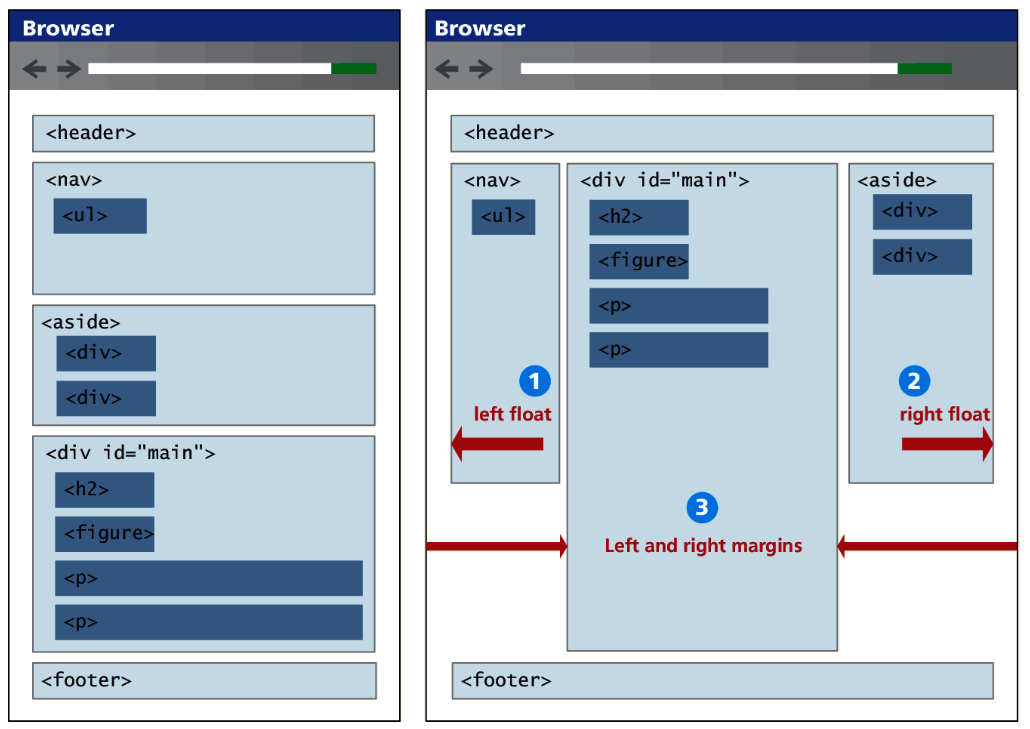 Browser
<header>
<nav>
<ul>
<aside>
<div>
<div>
<div id="main">
<h2>
<figure>
<p>
<p>
<footer>
Browser
<header>
<nav>
<ul>
1
left float
<div id="main">
<h2>
<figure>
<p>
<p>
3
Left and right margins
<aside>
<div>
<div>
2
right float
<footer>